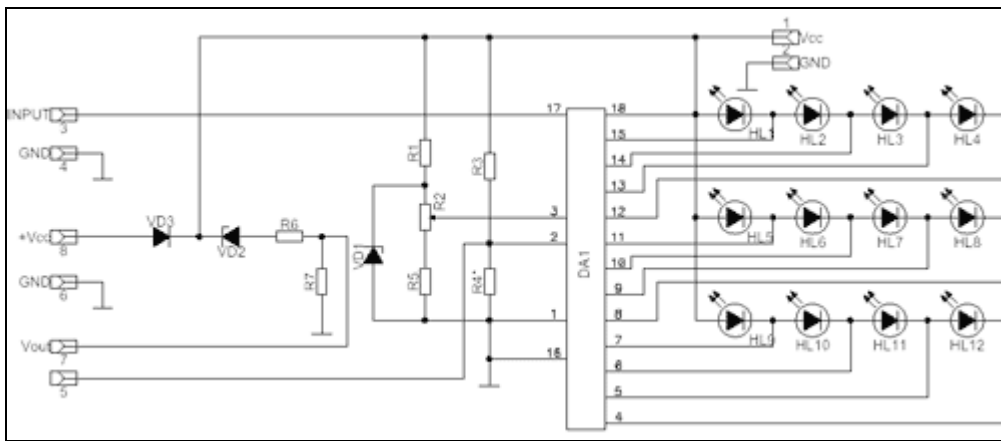 1
Vcc
2
GND
INPUT
3
17
18
HL1
HL2
HL3
HL4
15
GND
4
R1
R3
14
13
R2
3
12
+Vcc
8
VD3
VD2
R6
VD1
2
11
HL5
HL6
HL7
HL8
DA1
10
GND
6
R7
R5
R4*
9
1
8
HL9
HL10
HL11
HL12
Vout
7
7
16
6
5
5
4